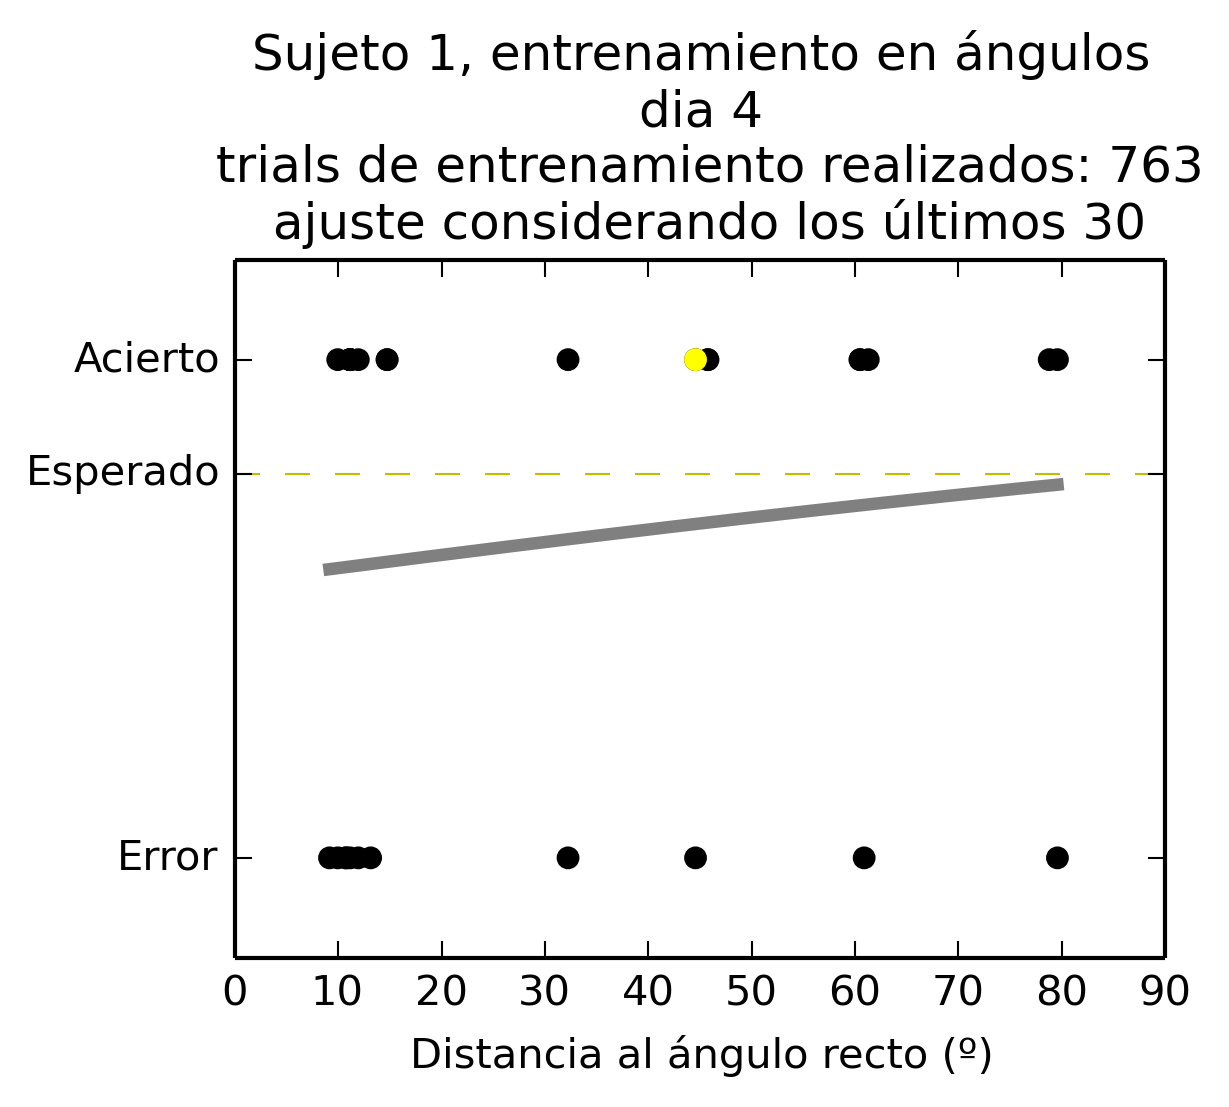 Sujeto 1, entrenamiento en ángulos
dia 4
trials de entrenamiento realizados: 763
ajuste considerando los últimos 30
Acierto
Esperado
Error
0 10 20 30 40 50 60 70 80 90
Distancia al ángulo recto (º)